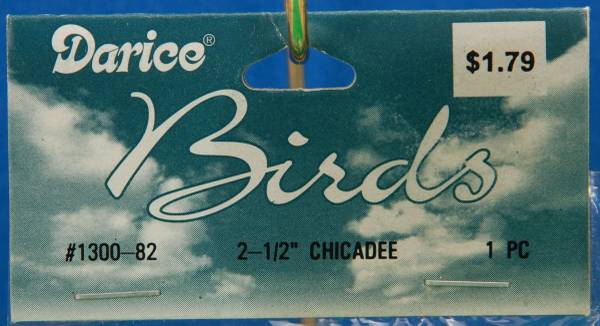 Darice®
$1.79
Birds
#1300-82 2-1/2" CHICADEE 1 PC